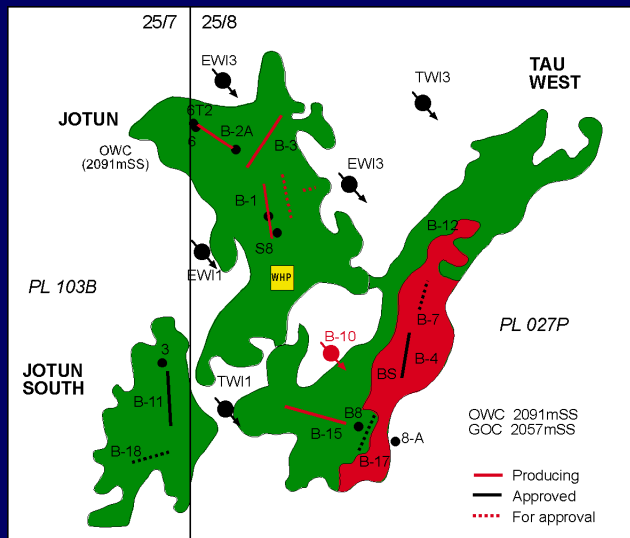 25/7
25/8
EWI3
TWI3
TAU
WEST
JOTUN
6T2
6
B-2A
B-3
OWC
(2091mSS)
EWI3
B-1
S8
B-12
EWI1
WHP
PL 103B
B-7
PL 027P
B-10
3
BS
B-4
JOTUN
SOUTH
TWI1
B-11
B8
OWC 2091mSS
GOC 2057mSS
B-15
8-A
B-18
B-17
Producing
Approved
For approval